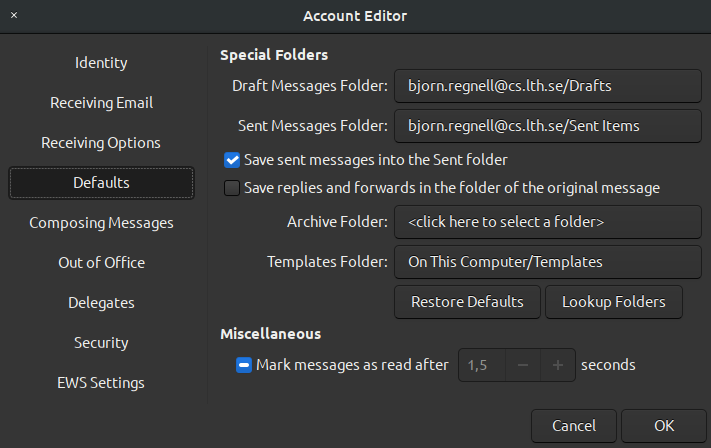 Account Editor
Identity
Receiving Email
Receiving Options
Defaults
Composing Messages
Out of Office
Delegates
Security
EWS Settings
Special Folders
Draft Messages Folder: bjorn.regnell@cs.lth.se/Drafts
Sent Messages Folder: bjorn.regnell@cs.lth.se/Sent Items
Save sent messages into the Sent folder
Save replies and forwards in the folder of the original message
Archive Folder: <click here to select a folder>
Templates Folder: On This Computer/Templates
Restore Defaults Lookup Folders
Miscellaneous
Mark messages as read after 1,5 − + seconds
Cancel OK